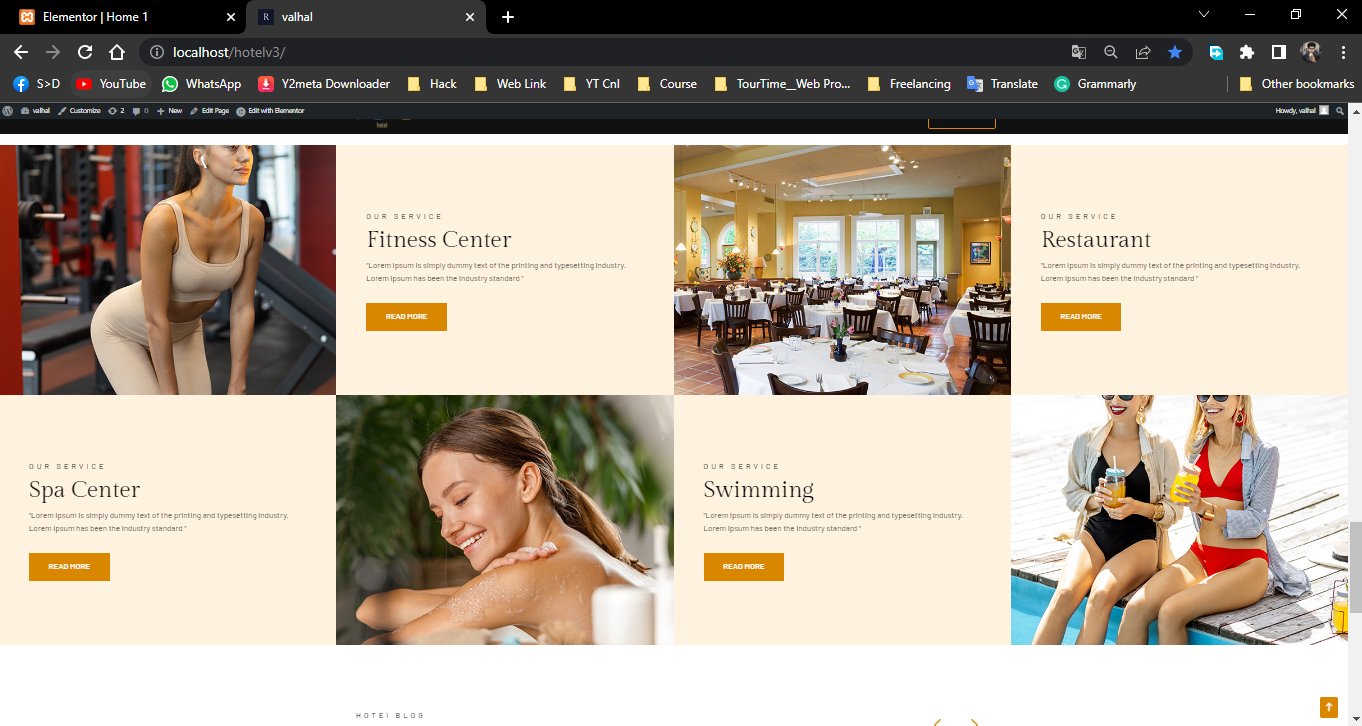 Elementor | Home 1
valhal
localhost/hotelv3/
S>D
YouTube
WhatsApp
Y2meta Downloader
Hack
Web Link
YT Cnl
Course
TourTime__Web Pro...
Freelancing
Translate
Grammarly
Other bookmarks
valhal
Customize
2
0
New
Edit Page
Edit with Elementor
Howdy, valhal
hotel
OUR SERVICE
Fitness Center
"Lorem Ipsum is simply dummy text of the printing and typesetting industry.
Lorem Ipsum has been the industry standard"
READ MORE
OUR SERVICE
Restaurant
"Lorem Ipsum is simply dummy text of the printing and typesetting industry.
Lorem Ipsum has been the industry standard"
READ MORE
OUR SERVICE
Spa Center
"Lorem Ipsum is simply dummy text of the printing and typesetting industry.
Lorem Ipsum has been the industry standard"
READ MORE
OUR SERVICE
Swimming
"Lorem Ipsum is simply dummy text of the printing and typesetting industry.
Lorem Ipsum has been the industry standard"
READ MORE
HOTEl BLOG